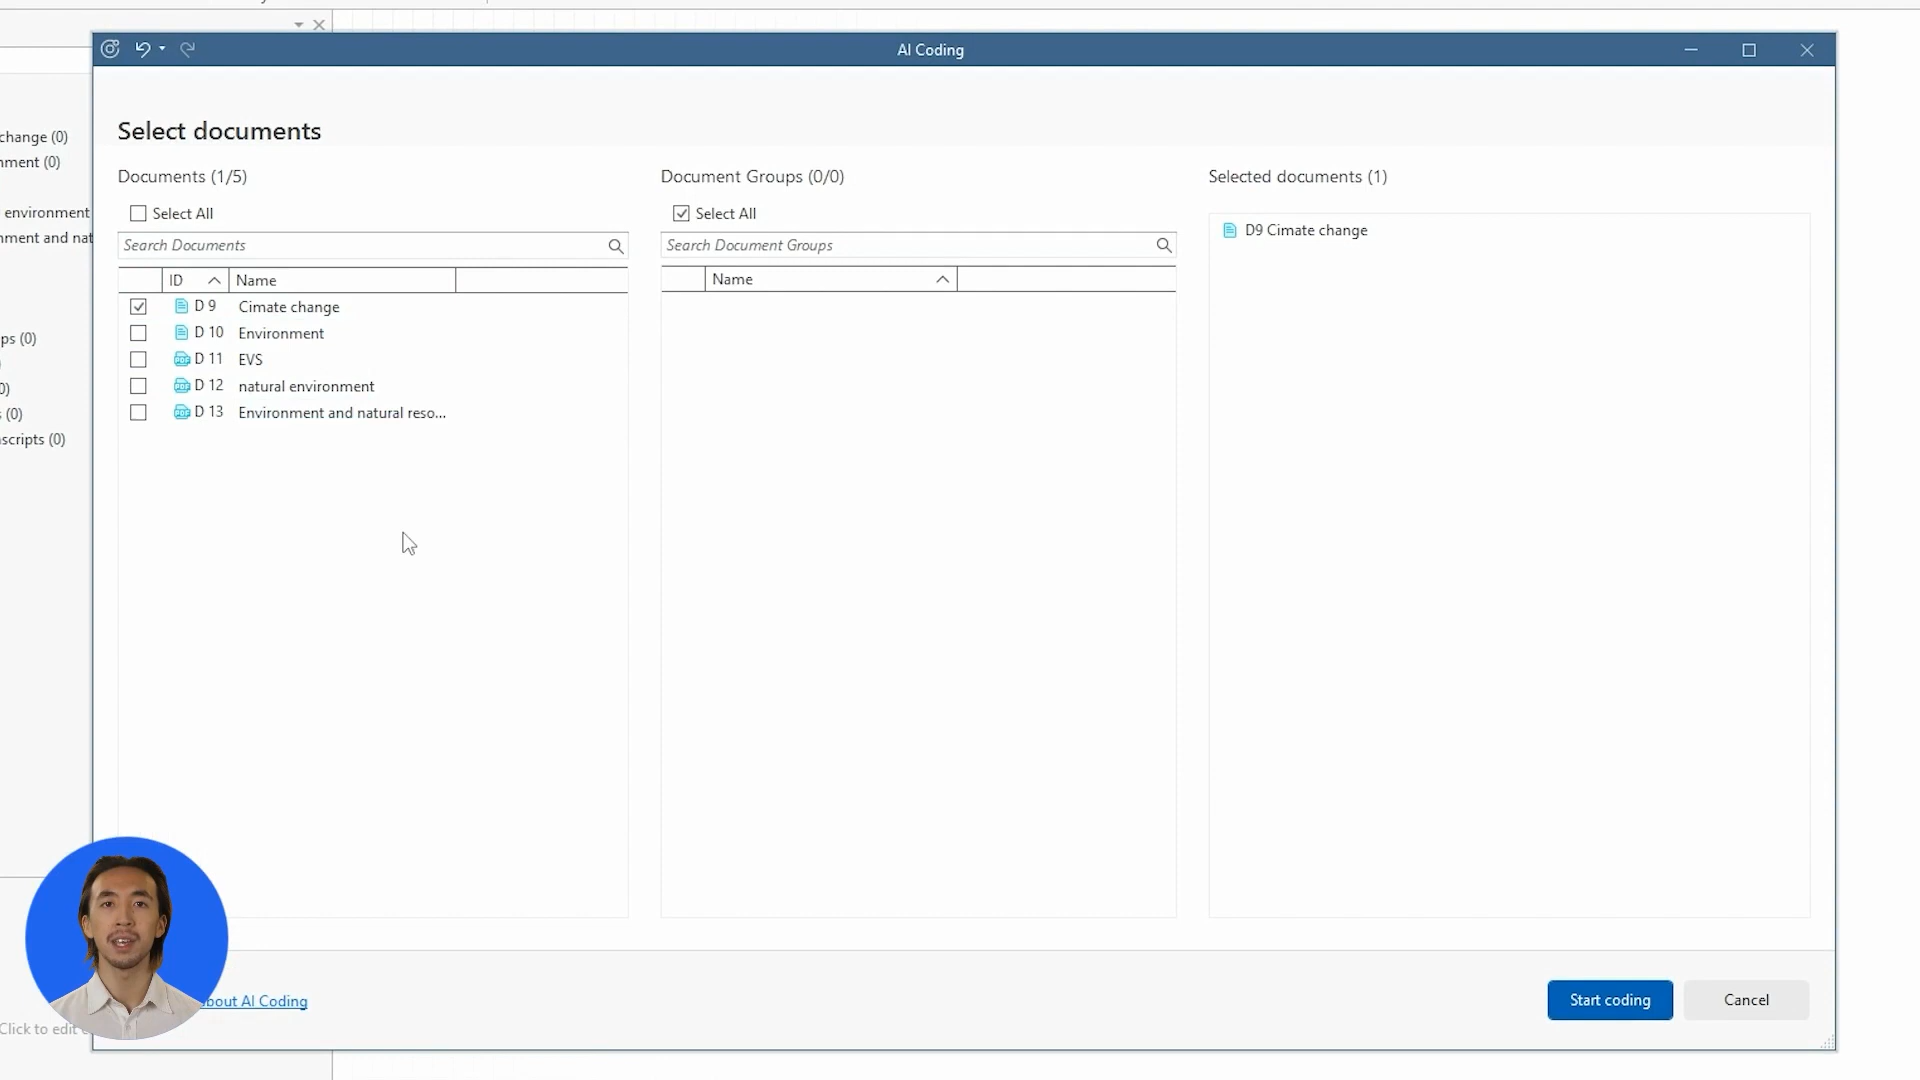 AI Coding
Select documents
change (0)
nment (0)
environment
nment and nat
ps (0)
0)
(0)
scripts (0)
Documents (1/5)
Select All
Search Documents
ID Name
D 9 Cimate change
D 10 Environment
D 11 EVS
D 12 natural environment
D 13 Environment and natural reso...
Document Groups (0/0)
Select All
Search Document Groups
Name
Selected documents (1)
D9 Cimate change
about AI Coding
Click to edit
Start coding
Cancel